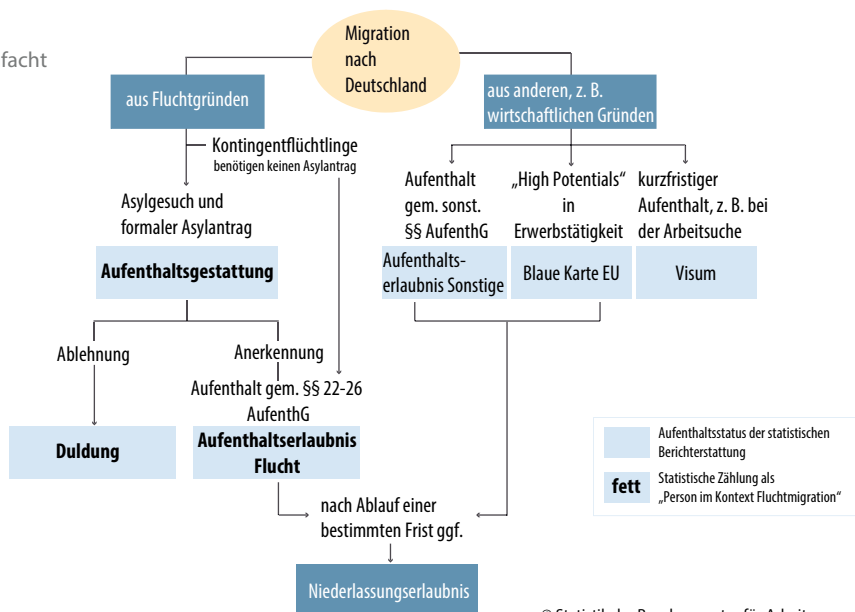 facht
Migration
nach
Deutschland
aus Fluchtgründen
aus anderen, z. B.
wirtschaftlichen Gründen
Kontingentflüchtlinge
benötigen keinen Asylantrag
Asylgesuch und
formaler Asylantrag
Aufenthaltsgestattung
Aufenthalt
gem. sonst.
§§ AufenthG
Aufenthalts-
erlaubnis Sonstige
„High Potentials“
in
Erwerbstätigkeit
Blaue Karte EU
kurzfristiger
Aufenthalt, z. B. bei
der Arbeitsuche
Visum
Ablehnung
Anerkennung
Aufenthalt gem. §§ 22-26
AufenthG
Duldung
Aufenthaltserlaubnis
Flucht
Aufenthaltsstatus der statistischen
Berichterstattung
fett
Statistische Zählung als
„Person im Kontext Fluchtmigration“
nach Ablauf einer
bestimmten Frist ggf.
Niederlassungserlaubnis